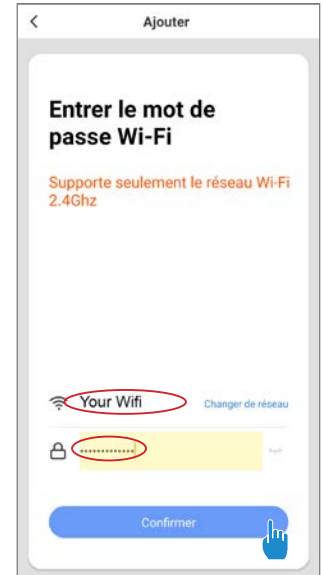 Ajouter
Entrer le mot de
passe Wi-Fi
Supporte seulement le réseau Wi-Fi
2.4Ghz
Your Wifi
Changer de réseau
•••••••••••••
Confirmer